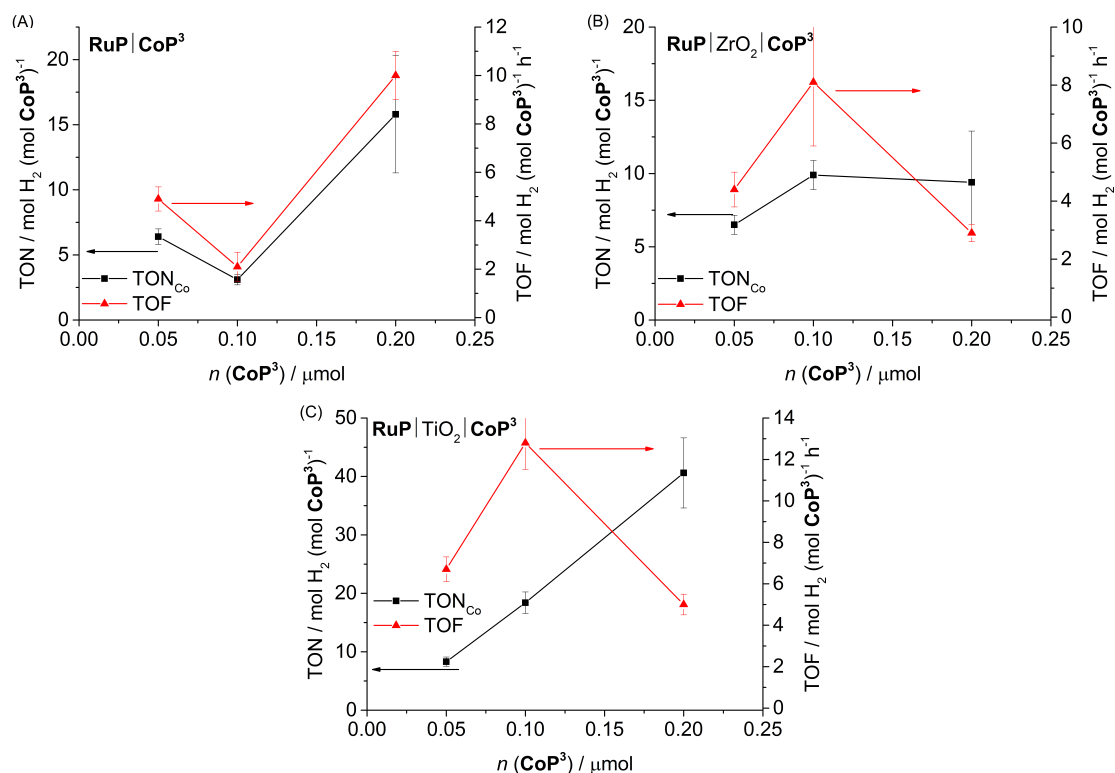 (A)
RuP|CoP³
TON / mol H₂ (mol CoP³)⁻¹
20
15
10
5
0
TONCo
TOF
12
10
8
6
4
2
0
TOF / mol H₂ (mol CoP³)⁻¹ h⁻¹
0.00 0.05 0.10 0.15 0.20 0.25
n (CoP³) / μmol
(B)
RuP|ZrO₂|CoP³
TON / mol H₂ (mol CoP³)⁻¹
25
20
15
10
5
0
TONCo
TOF
10
8
6
4
2
0
TOF / mol H₂ (mol CoP³)⁻¹ h⁻¹
0.00 0.05 0.10 0.15 0.20 0.25
n (CoP³) / μmol
(C)
RuP|TiO₂|CoP³
TON / mol H₂ (mol CoP³)⁻¹
50
40
30
20
10
0
TONCo
TOF
14
12
10
8
6
4
2
0
TOF / mol H₂ (mol CoP³)⁻¹ h⁻¹
0.00 0.05 0.10 0.15 0.20 0.25
n (CoP³) / μmol